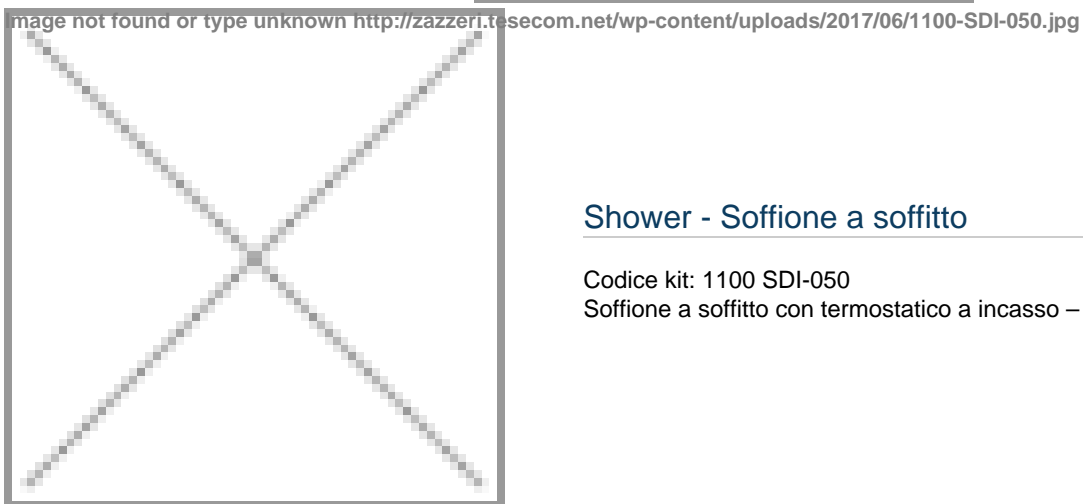 Image not found or type unknown http://zazzeri.tesecom.net/wp-content/uploads/2017/06/1100-SDI-050.jpg
Shower - Soffione a soffitto
Codice kit: 1100 SDI-050
Soffione a soffitto con termostatico a incasso –